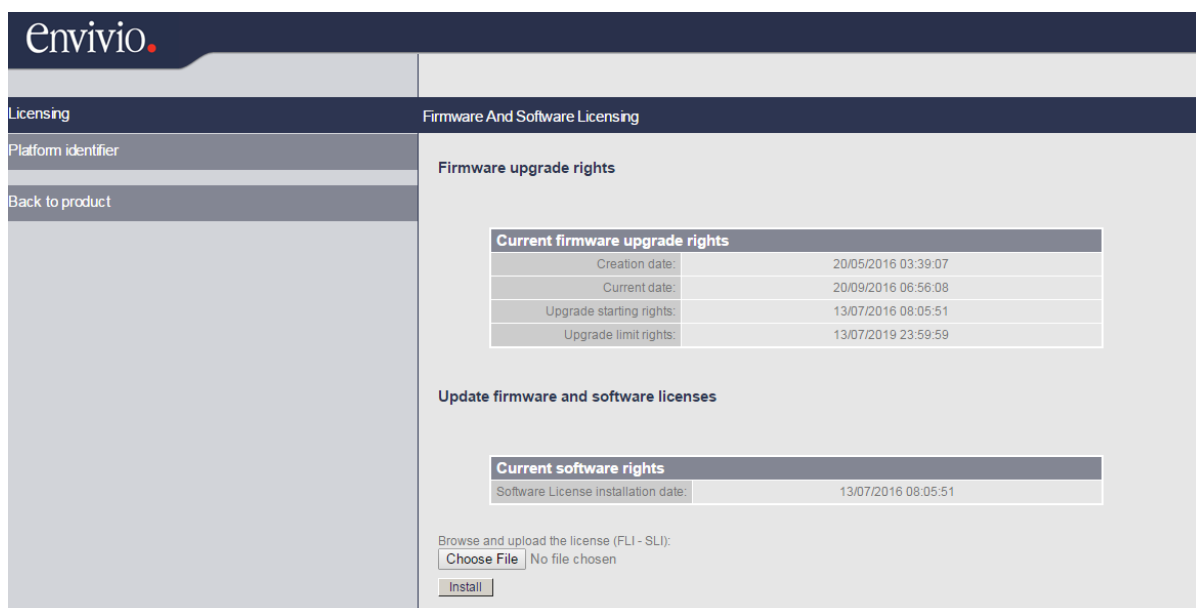 envivio.
Licensing
Firmware And Software Licensing
Platform identifier
Back to product
Firmware upgrade rights
Current firmware upgrade rights
Creation date: 20/05/2016 03:39:07
Current date: 20/09/2016 06:56:08
Upgrade starting rights: 13/07/2016 08:05:51
Upgrade limit rights: 13/07/2019 23:59:59
Update firmware and software licenses
Current software rights
Software License installation date: 13/07/2016 08:05:51
Browse and upload the license (FLI - SLI):
Choose File No file chosen
Install